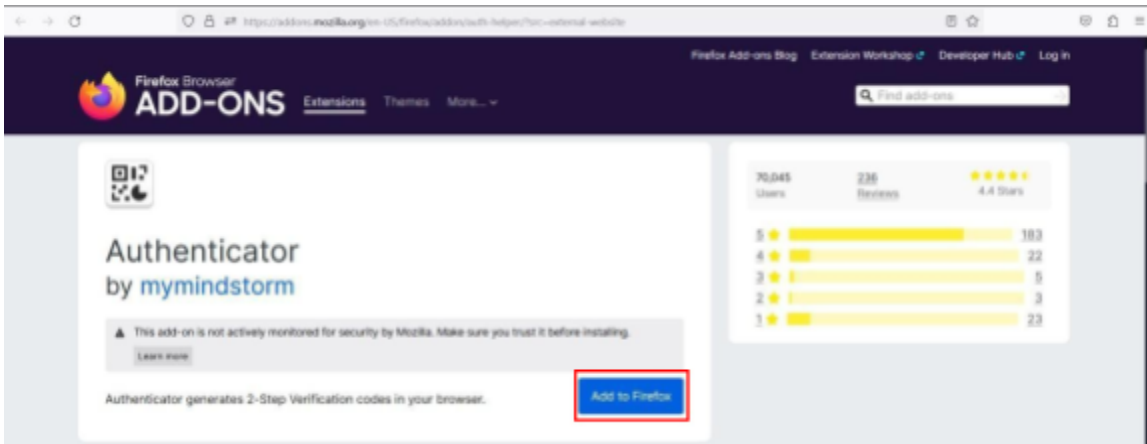 https://addons.mozilla.org/en-US/firefox/addon/auth-helper/?src=external-website
Firefox Add-ons Blog Extension Workshop Developer Hub Log in
Firefox Browser
ADD-ONS Extensions Themes More...
Find add-ons
70,045 236
Users Reviews 4.4 Stars
Authenticator
by mymindstorm
5 183
4 22
3 5
2 3
1 23
This add-on is not actively monitored for security by Mozilla. Make sure you trust it before installing.
Learn more
Authenticator generates 2-Step Verification codes in your browser.
Add to Firefox